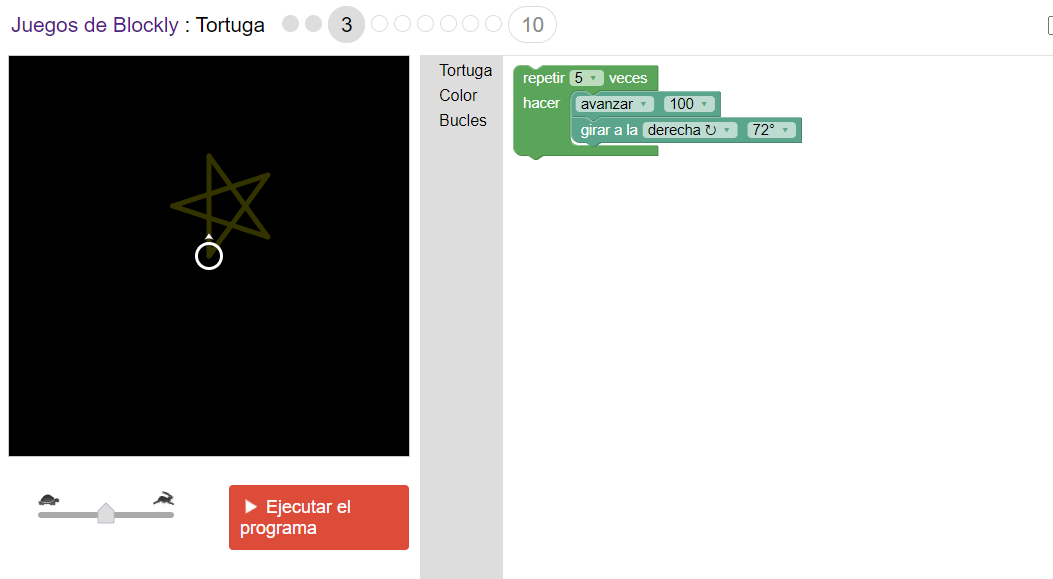 Juegos de Blockly : Tortuga 3 10
Tortuga
Color
Bucles
repetir 5 veces
hacer avanzar 100
girar a la derecha ↻ 72°
Ejecutar el
programa